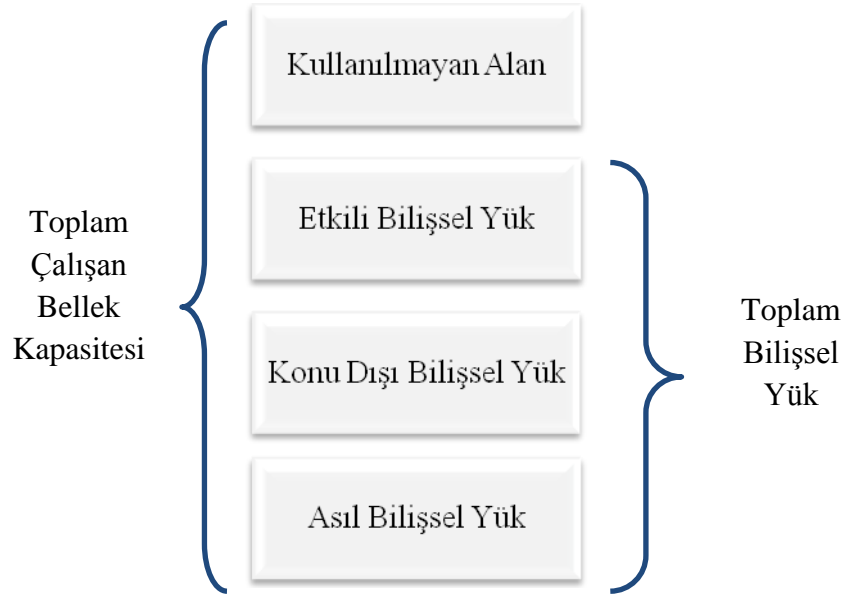 Toplam
Çalışan
Bellek
Kapasitesi
Kullanılmayan Alan
Etkili Bilişsel Yük
Konu Dışı Bilişsel Yük
Asıl Bilişsel Yük
Toplam
Bilişsel
Yük